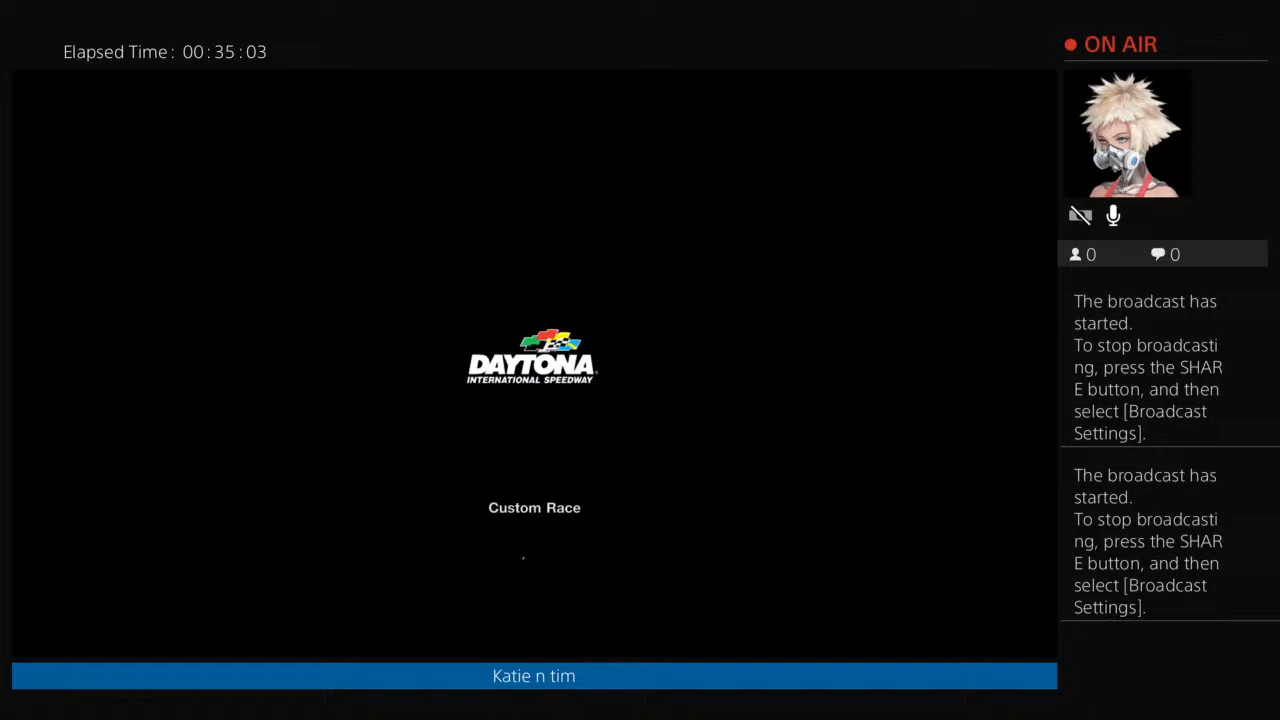 Elapsed Time: 00:35:03
ON AIR
DAYTONA
INTERNATIONAL SPEEDWAY
Custom Race
Katie n tim
0 0
The broadcast has
started.
To stop broadcasti
ng, press the SHAR
E button, and then
select [Broadcast
Settings].
The broadcast has
started.
To stop broadcasti
ng, press the SHAR
E button, and then
select [Broadcast
Settings].